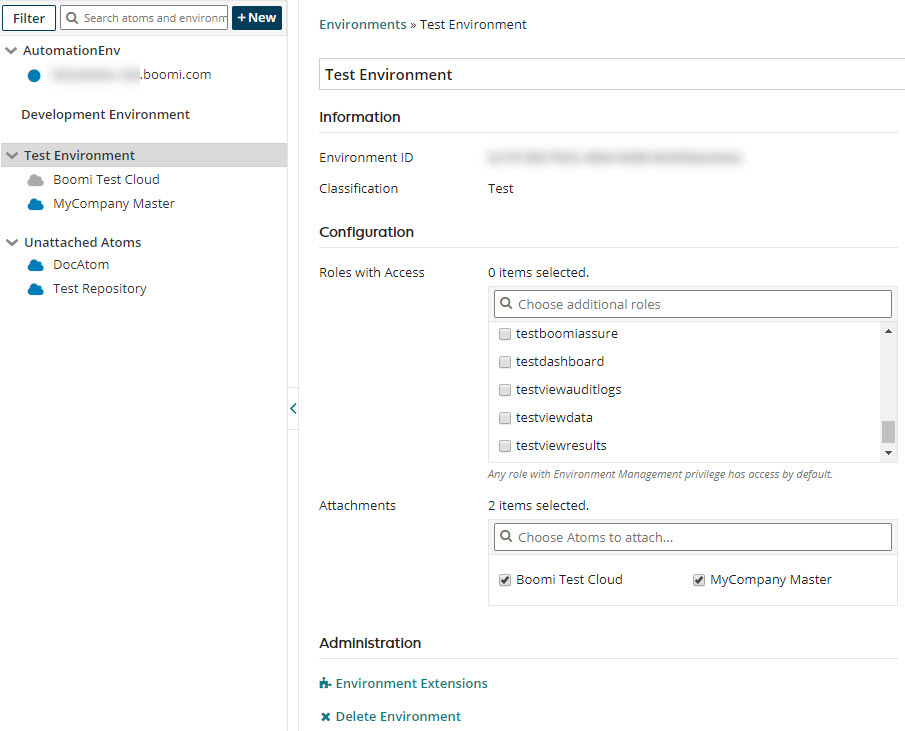 Filter
Search atoms and environm
+New
AutomationEnv
.boomi.com
Development Environment
Test Environment
Boomi Test Cloud
MyCompany Master
Unattached Atoms
DocAtom
Test Repository
Environments » Test Environment
Test Environment
Information
Environment ID
Classification Test
Configuration
Roles with Access 0 items selected.
Choose additional roles
testboomiassure
testdashboard
testviewauditlogs
testviewdata
testviewresults
Any role with Environment Management privilege has access by default.
Attachments 2 items selected.
Choose Atoms to attach...
Boomi Test Cloud MyCompany Master
Administration
Environment Extensions
Delete Environment